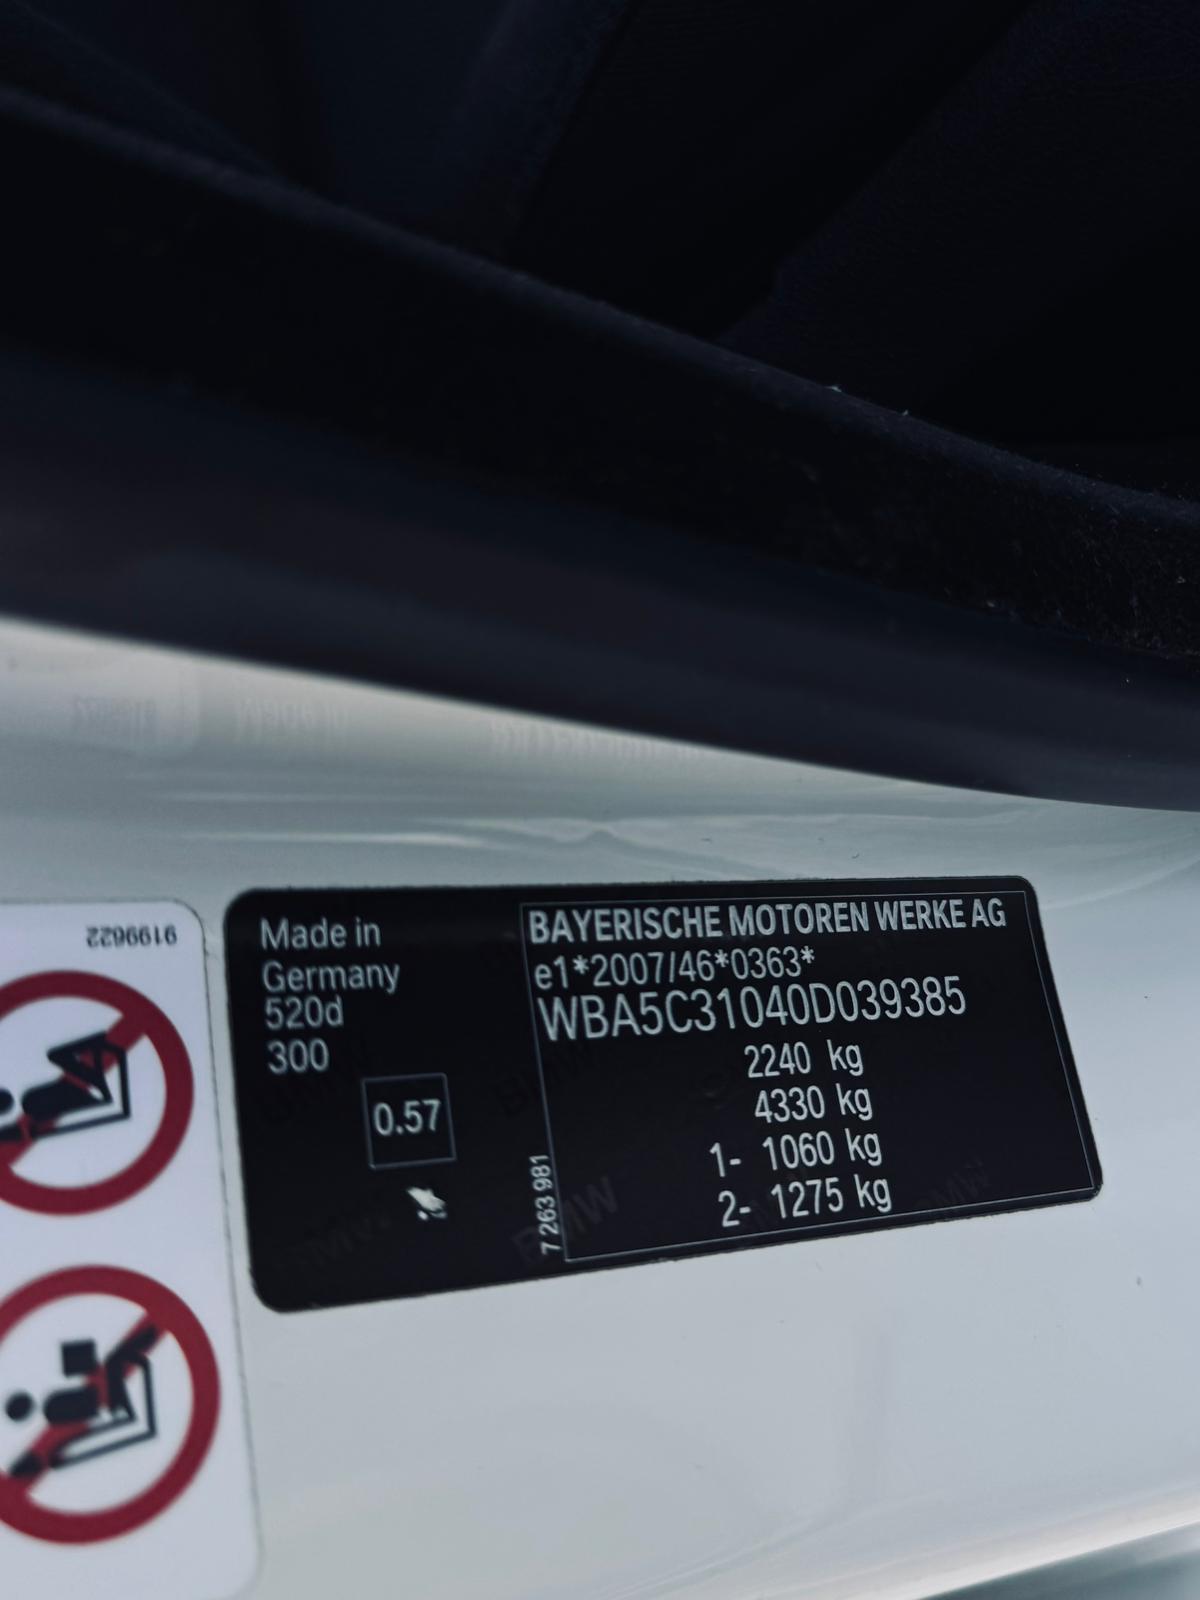 9199622
Made in
Germany
520d
300
0.57
7 263 981
BAYERISCHE MOTOREN WERKE AG
e1*2007/46*0363*
WBA5C31040D039385
2240 kg
4330 kg
1- 1060 kg
2- 1275 kg